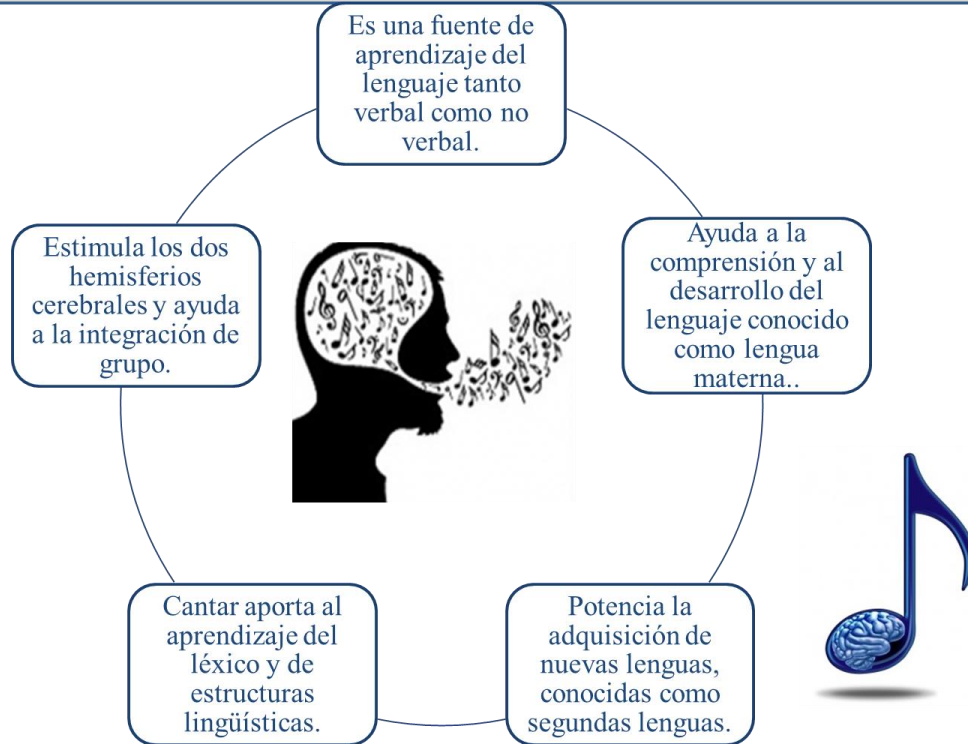 Es una fuente de
aprendizaje del
lenguaje tanto
verbal como no
verbal.
Ayuda a la
comprensión y al
desarrollo del
lenguaje conocido
como lengua
materna..
Potencia la
adquisición de
nuevas lenguas,
conocidas como
segundas lenguas.
Cantar aporta al
aprendizaje del
léxico y de
estructuras
lingüísticas.
Estimula los dos
hemisferios
cerebrales y ayuda
a la integración de
grupo.